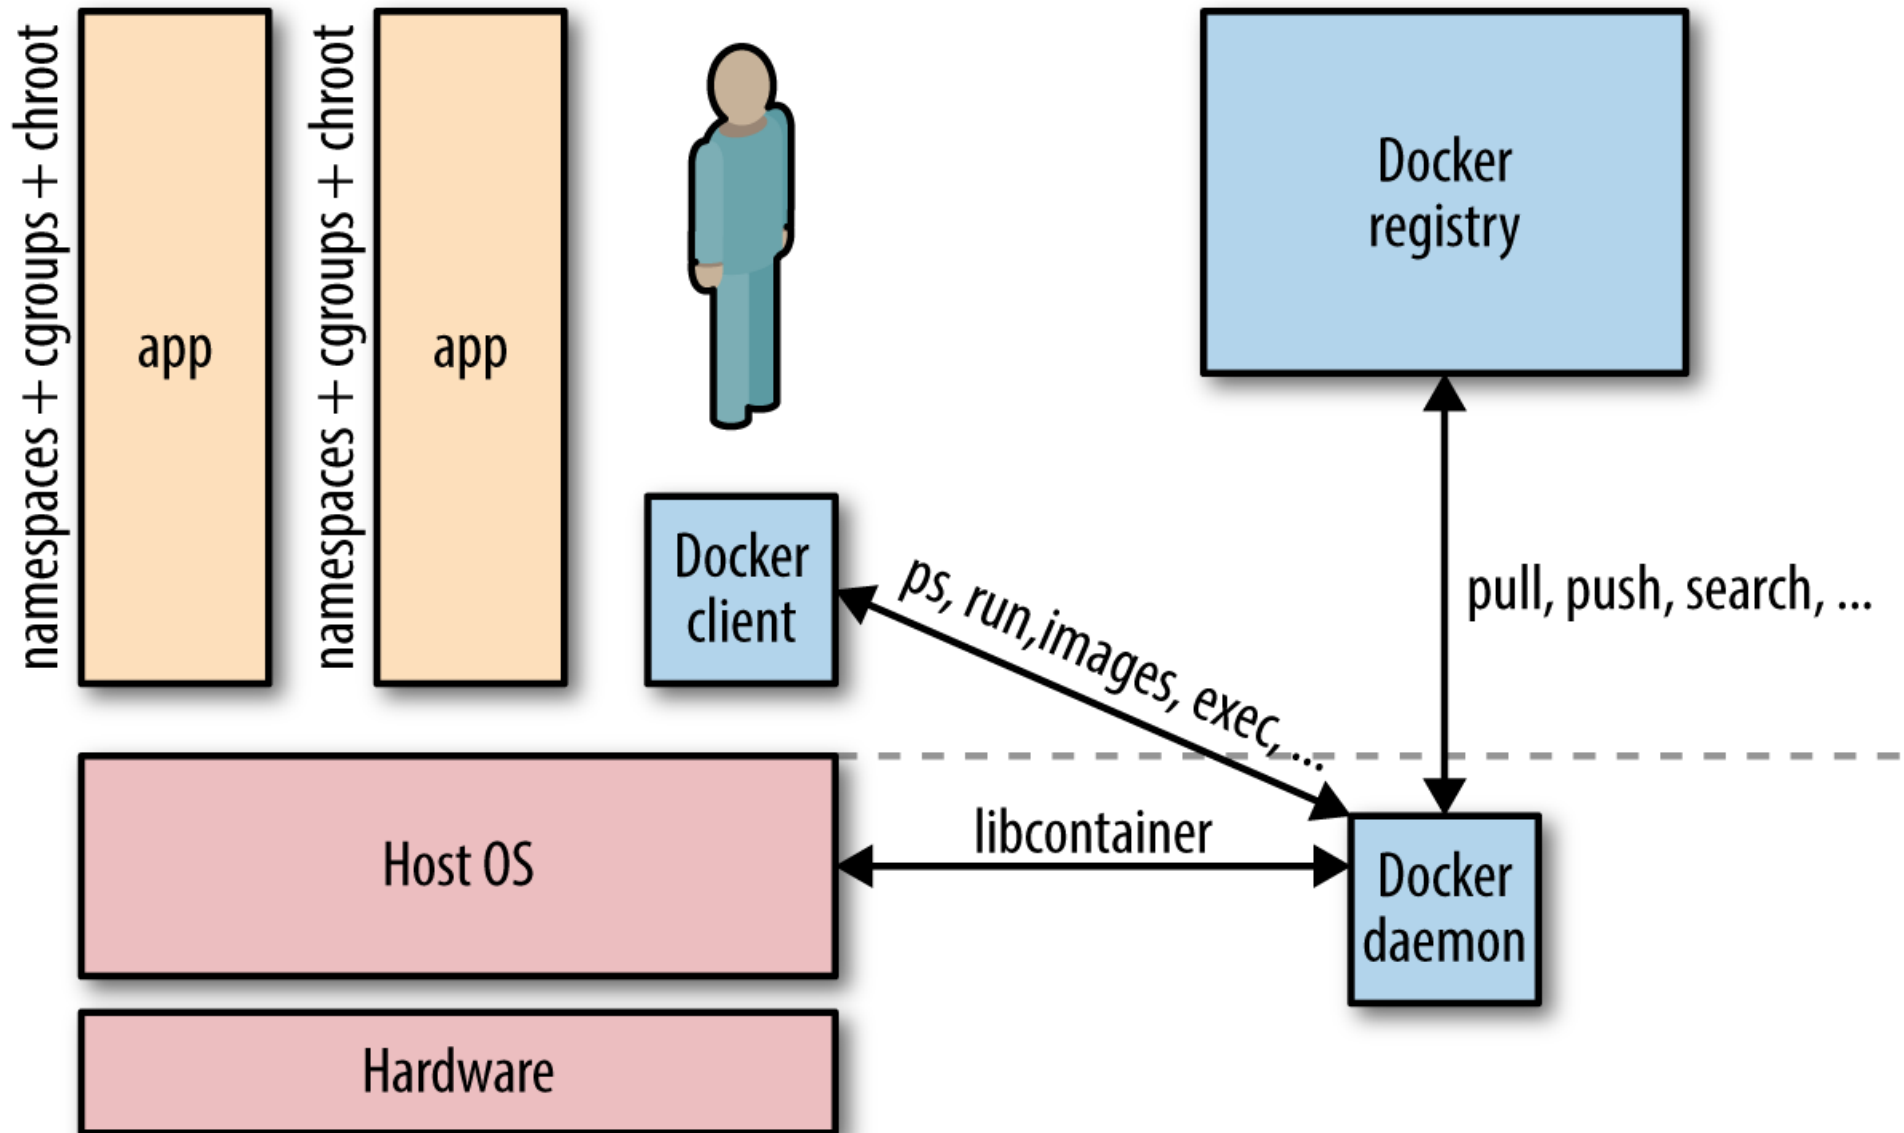 namespaces + cgroups + chroot
app
namespaces + cgroups + chroot
app
Docker
registry
Docker
client
ps, run,images, exec, ...
pull, push, search, ...
Host OS
libcontainer
Docker
daemon
Hardware